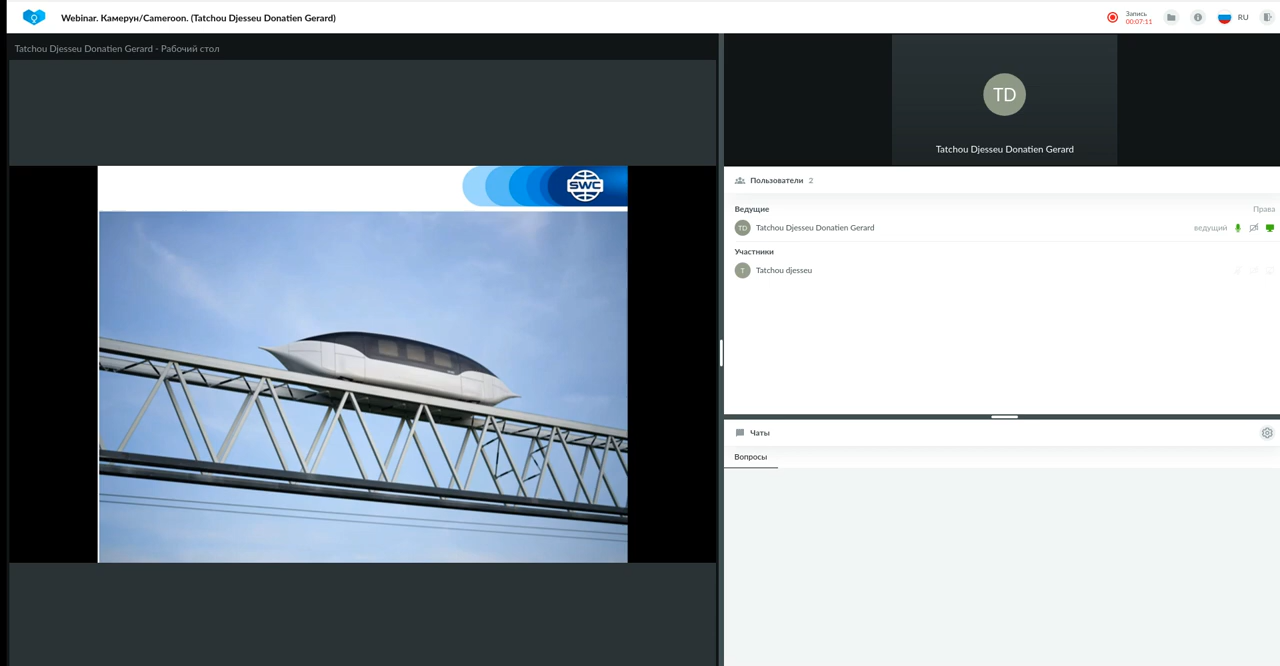 Webinar. Камерун/Cameroon. (Tatchou Djesseu Donatien Gerard)
Запись
00:07:11
RU
Tatchou Djesseu Donatien Gerard - Рабочий стол
SWC
TD
Tatchou Djesseu Donatien Gerard
Пользователи 2
Ведущие Права
TD Tatchou Djesseu Donatien Gerard ведущий
Участники
T Tatchou djesseu
Чаты
Вопросы